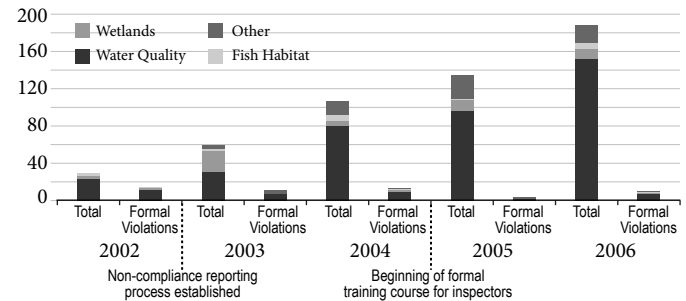 200
160
120
80
40
0
Wetlands Other
Water Quality Fish Habitat
Total Formal Violations Total Formal Violations Total Formal Violations Total Formal Violations Total Formal Violations
2002 2003 2004 2005 2006
Non-compliance reporting
process established
Beginning of formal
training course for inspectors